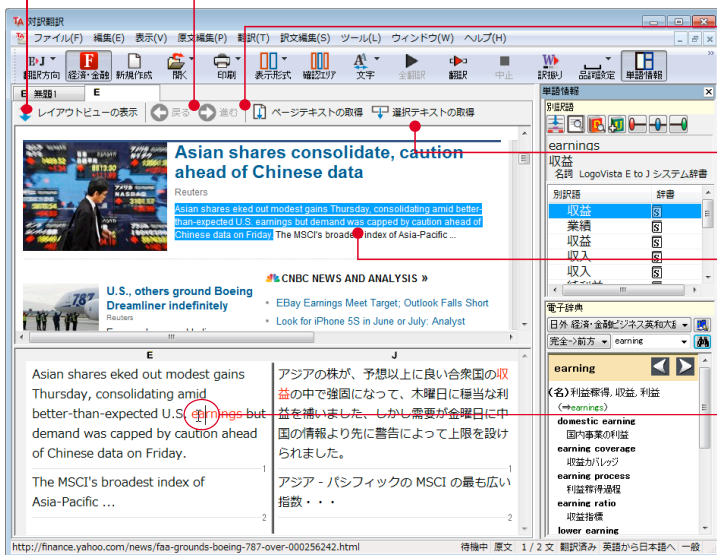 対訳翻訳
ファイル(F) 編集(E) 表示(V) 原文編集(P) 翻訳(T) 訳文編集(S) ツール(L) ウィンドウ(W) ヘルプ(H)
翻訳方向 経済・金融 新規作成 開く 印刷 表示形式 確認エリア 文字 全翻訳 翻訳 中止 訳振り 品詞設定 単語情報
E 無題1 E
レイアウトビューの表示 戻る 進む ページテキストの取得 選択テキストの取得
Asian shares consolidate, caution
ahead of Chinese data
Reuters
Asian shares eked out modest gains Thursday, consolidating amid better-
than-expected U.S. earnings but demand was capped by caution ahead of
Chinese data on Friday. The MSCI's broadest index of Asia-Pacific ...
U.S., others ground Boeing
Dreamliner indefinitely
Reuters
CNBC NEWS AND ANALYSIS »
EBay Earnings Meet Target; Outlook Falls Short
Look for iPhone 5S in June or July: Analyst
E
Asian shares eked out modest gains
Thursday, consolidating amid
better-than-expected U.S. earnings but
demand was capped by caution ahead
of Chinese data on Friday.
1
The MSCI's broadest index of
Asia-Pacific ...
2
J
アジアの株が、予想以上に良い合衆国の収
益の中で強固になって、木曜日に穏当な利
益を補いました、しかし需要が金曜日に中
国の情報より先に警告によって上限を設け
られました。
1
アジア - パシフィックの MSCI の最も広い
指数・・・
2
単語情報
別訳語
earnings
収益
名詞 LogoVista E to J システム辞書
別訳語 辞書
収益 S
業績 S
収益 S
収入 S
収入 S
電子辞典
日外 経済・金融ビジネス英和大
完全->前方 earning
earning
(名)利益稼得, 収益, 利益
(⇒earnings)
domestic earning
国内事業の利益
earning coverage
収益カバレッジ
earning process
利益稼得過程
earning ratio
収益指標
lower earning
http://finance.yahoo.com/news/faa-grounds-boeing-787-over-000256242.html 待機中 原文 1 / 2 文 翻訳済み 英語から日本語へ 一般